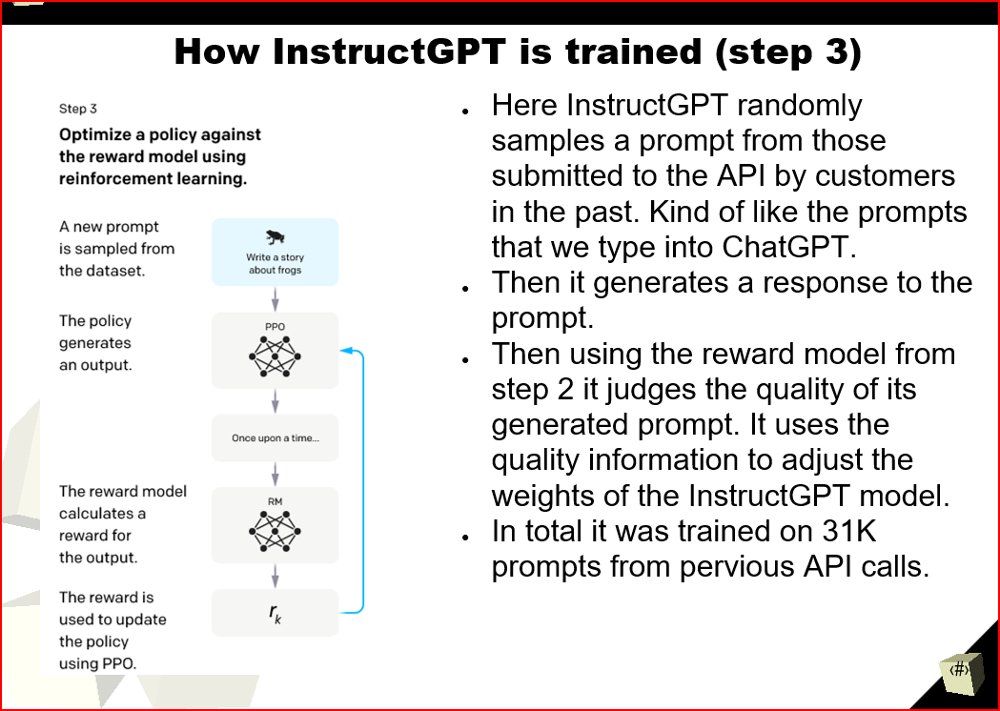 How InstructGPT is trained (step 3)
Step 3
Optimize a policy against
the reward model using
reinforcement learning.
A new prompt
is sampled from
the dataset.
Write a story
about frogs
The policy
generates
an output.
PPO
Once upon a time...
The reward model
calculates a
reward for
the output.
RM
The reward is
used to update
the policy
using PPO.
rk
• Here InstructGPT randomly
samples a prompt from those
submitted to the API by customers
in the past. Kind of like the prompts
that we type into ChatGPT.
• Then it generates a response to the
prompt.
• Then using the reward model from
step 2 it judges the quality of its
generated prompt. It uses the
quality information to adjust the
weights of the InstructGPT model.
• In total it was trained on 31K
prompts from pervious API calls.
‹#›